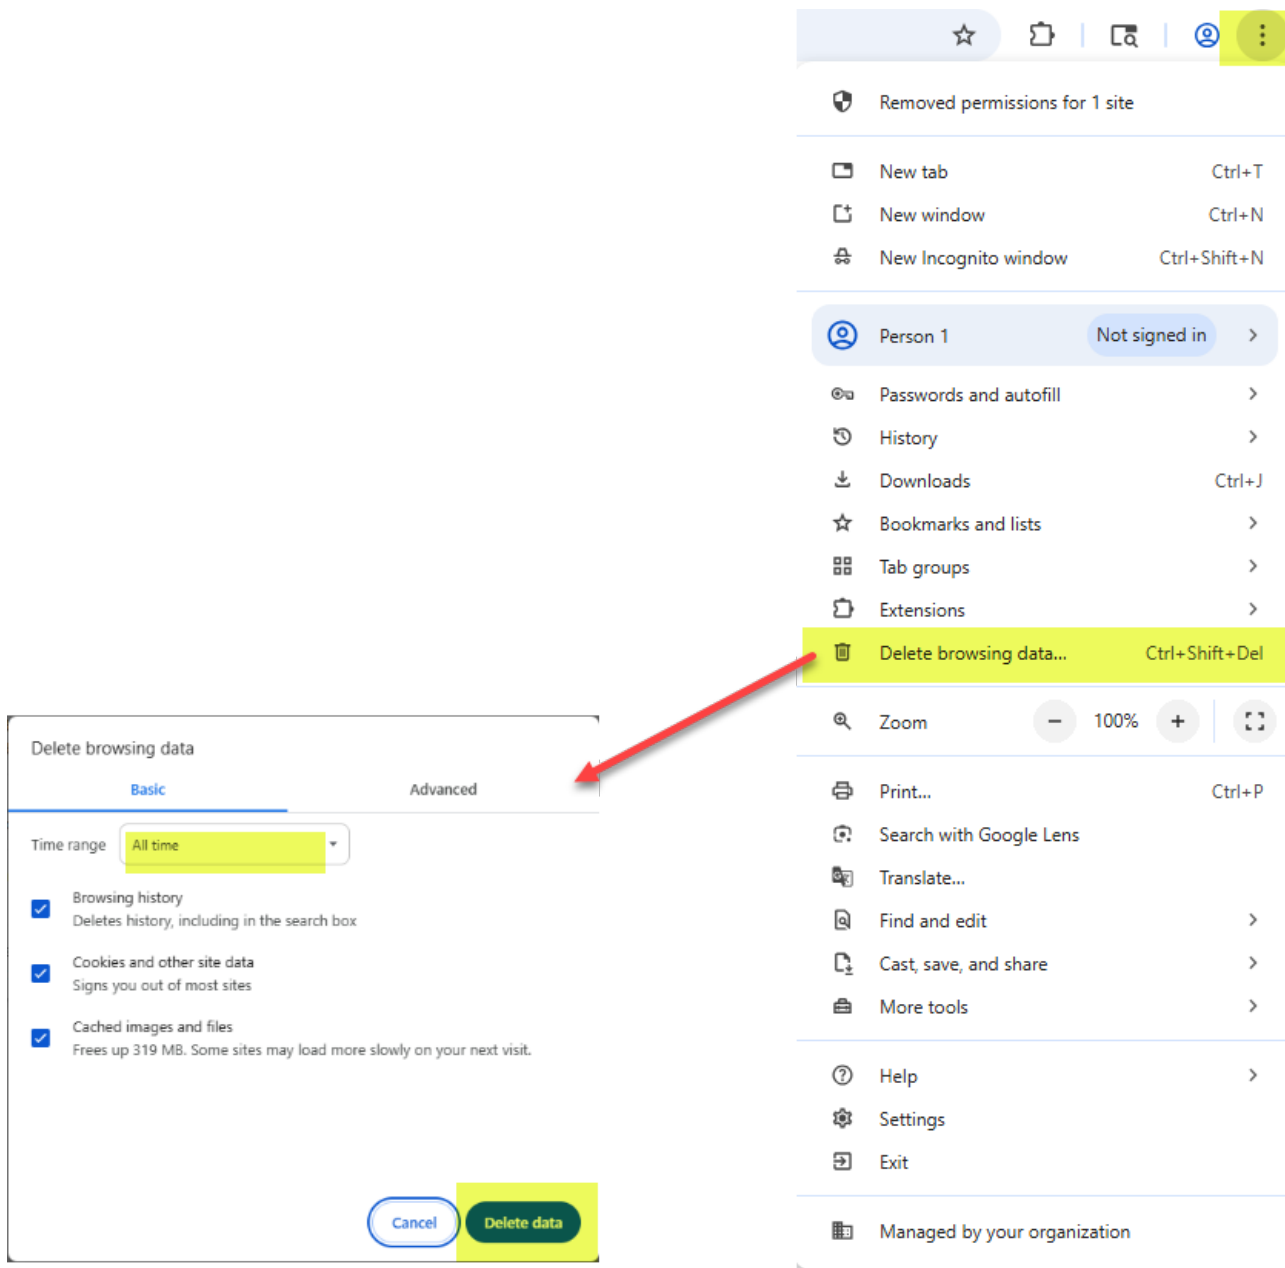 Removed permissions for 1 site
New tab Ctrl+T
New window Ctrl+N
New Incognito window Ctrl+Shift+N
Person 1 Not signed in
Passwords and autofill
History
Downloads Ctrl+J
Bookmarks and lists
Tab groups
Extensions
Delete browsing data... Ctrl+Shift+Del
Zoom 100%
Print... Ctrl+P
Search with Google Lens
Translate...
Find and edit
Cast, save, and share
More tools
Help
Settings
Exit
Managed by your organization
Delete browsing data
Basic Advanced
Time range All time
Browsing history
Deletes history, including in the search box
Cookies and other site data
Signs you out of most sites
Cached images and files
Frees up 319 MB. Some sites may load more slowly on your next visit.
Cancel Delete data